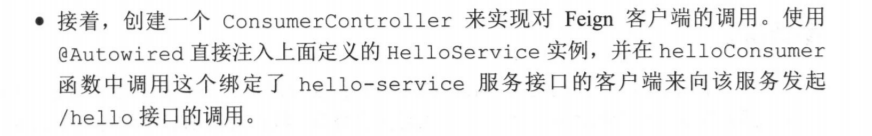 • 接着，创建一个 ConsumerController 来实现对 Feign 客户端的调用。使用
@Autowired 直接注入上面定义的 HelloService 实例，并在 helloConsumer
函数中调用这个绑定了 hello-service 服务接口的客户端来向该服务发起
/hello 接口的调用。